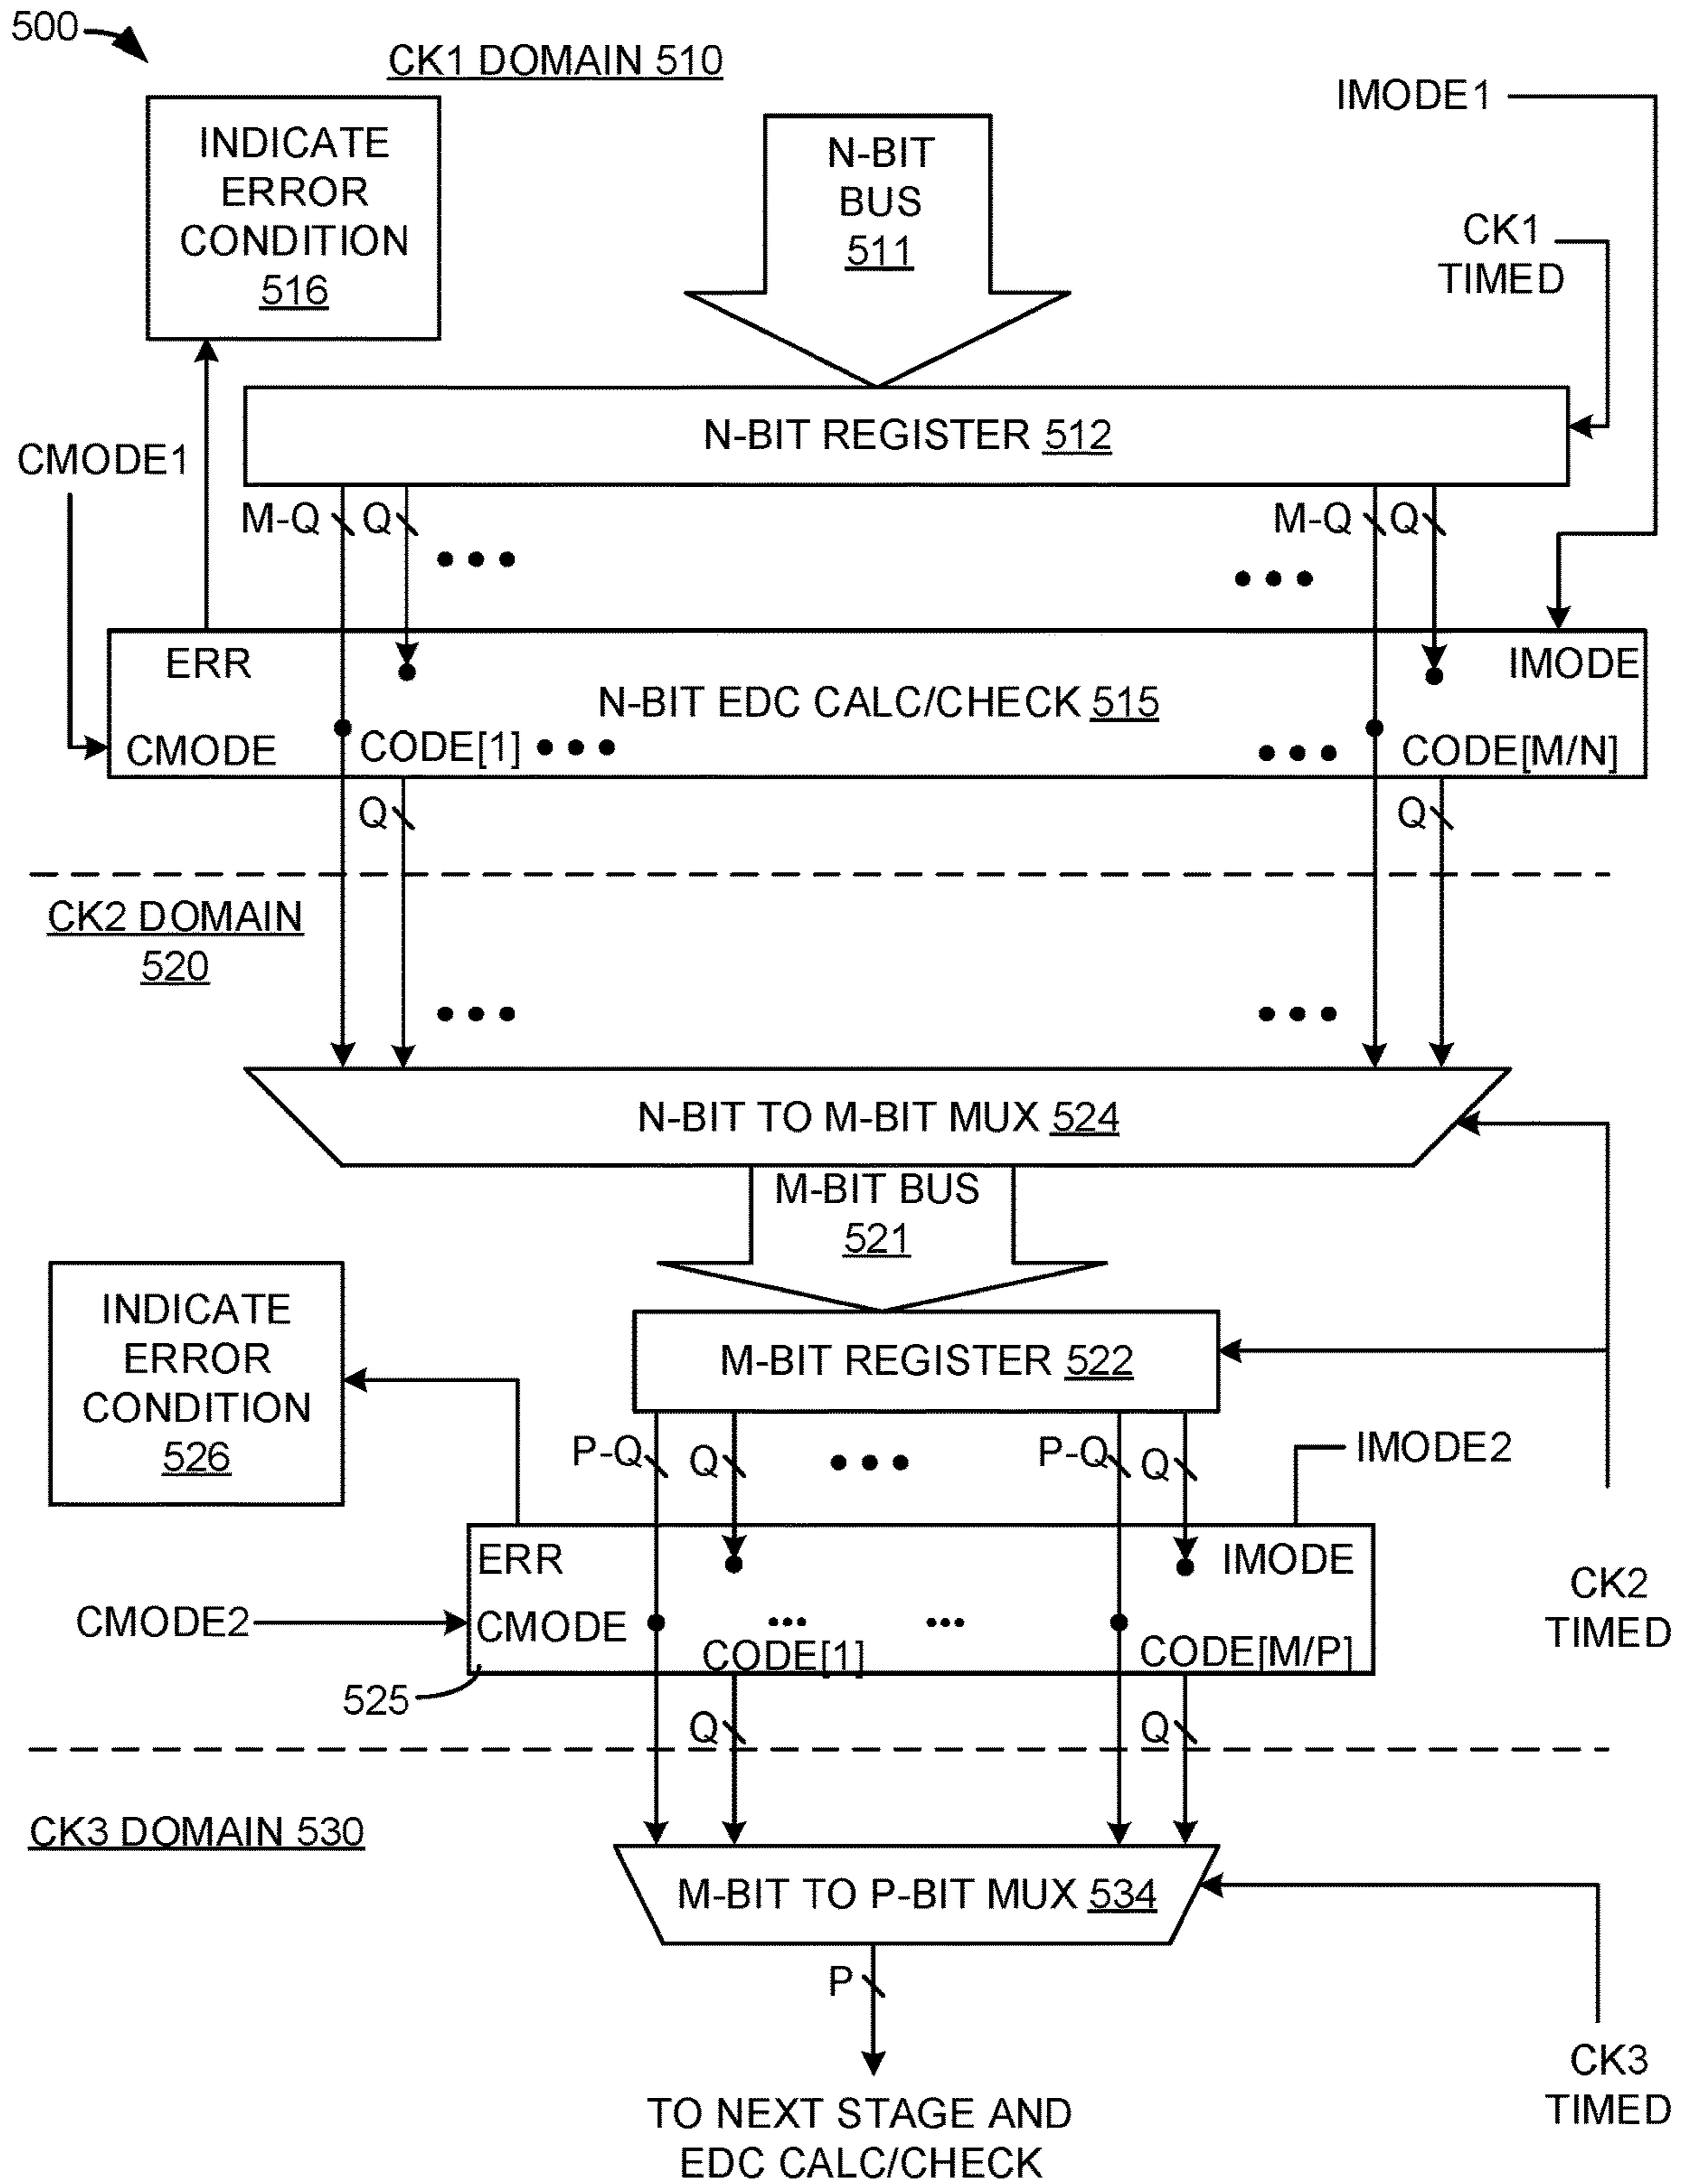 500
CK1 DOMAIN 510
IMODE1
INDICATE
ERROR
CONDITION
516
N-BIT
BUS
511
CK1
TIMED
N-BIT REGISTER 512
CMODE1
M-Q
Q
M-Q
Q
ERR
IMODE
N-BIT EDC CALC/CHECK 515
CMODE
CODE[1]
CODE[M/N]
Q
Q
CK2 DOMAIN
520
N-BIT TO M-BIT MUX 524
M-BIT BUS
521
INDICATE
ERROR
CONDITION
526
M-BIT REGISTER 522
P-Q
Q
P-Q
Q
IMODE2
ERR
IMODE
CMODE2
CMODE
CODE[1]
CODE[M/P]
CK2
TIMED
525
Q
Q
CK3 DOMAIN 530
M-BIT TO P-BIT MUX 534
P
CK3
TIMED
TO NEXT STAGE AND
EDC CALC/CHECK